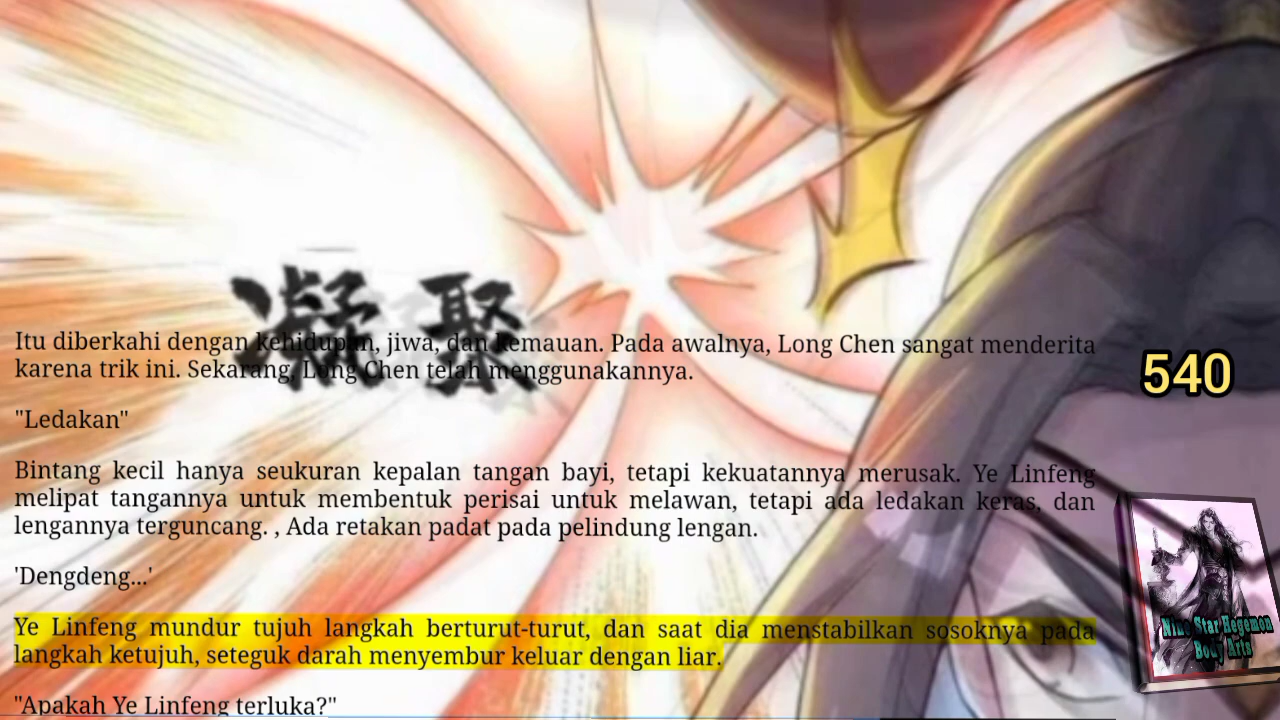 凝聚
Itu diberkahi dengan kehidupan, jiwa, dan kemauan. Pada awalnya, Long Chen sangat menderita
karena trik ini. Sekarang, Long Chen telah menggunakannya.
"Ledakan"
Bintang kecil hanya seukuran kepalan tangan bayi, tetapi kekuatannya merusak. Ye Linfeng
melipat tangannya untuk membentuk perisai untuk melawan, tetapi ada ledakan keras, dan
lengannya terguncang. , Ada retakan padat pada pelindung lengan.
'Dengdeng...'
Ye Linfeng mundur tujuh langkah berturut-turut, dan saat dia menstabilkan sosoknya pada
langkah ketujuh, seteguk darah menyembur keluar dengan liar.
"Apakah Ye Linfeng terluka?"
540
Nine Star Hegemon
Body Arts